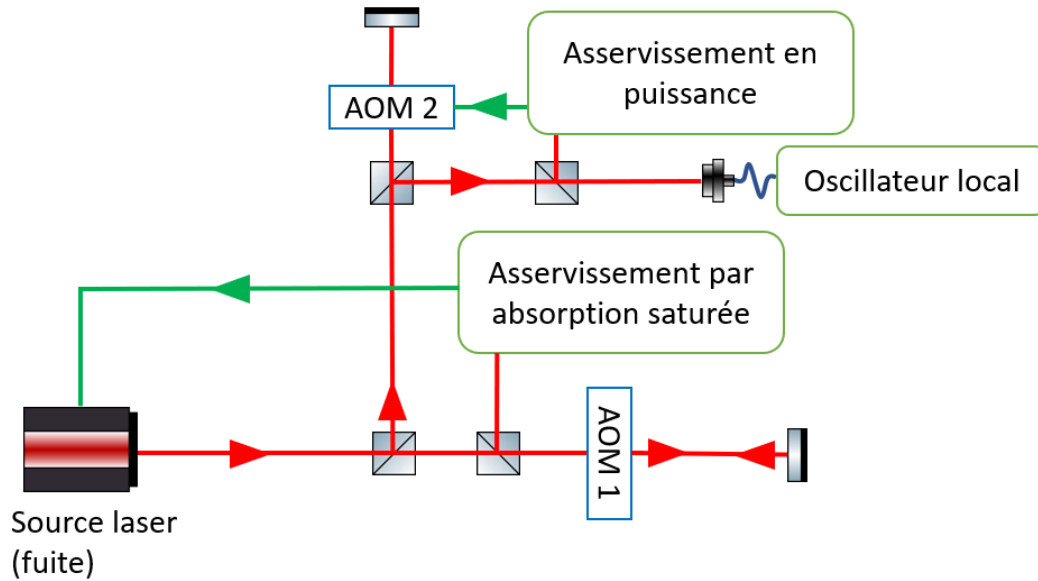 Asservissement en
puissance
AOM 2
Oscillateur local
Asservissement par
absorption saturée
AOM 1
Source laser
(fuite)